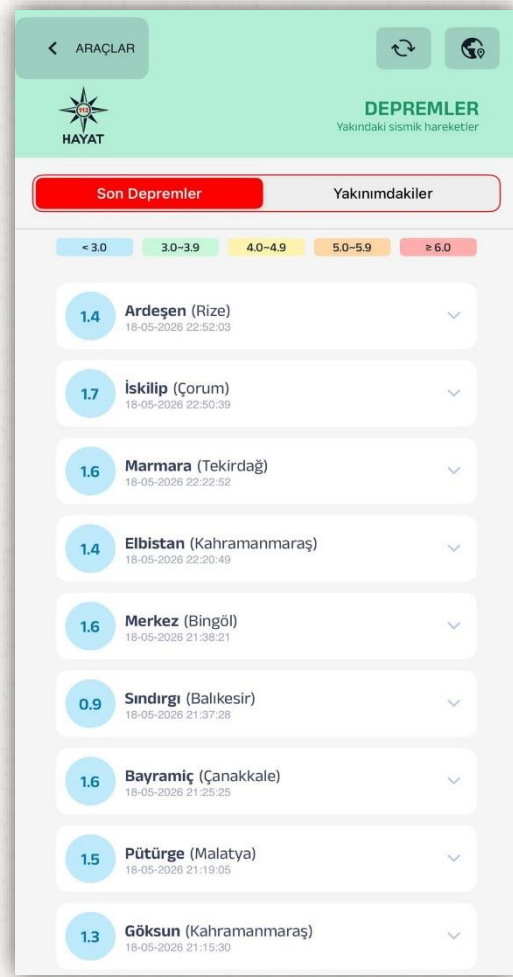 ARAÇLAR
112
HAYAT
DEPREMLER
Yakındaki sismik hareketler
Son Depremler
Yakınımdakiler
< 3.0
3.0~3.9
4.0~4.9
5.0~5.9
≥ 6.0
1.4
Ardeşen (Rize)
18-05-2026 22:52:03
1.7
İskilip (Çorum)
18-05-2026 22:50:39
1.6
Marmara (Tekirdağ)
18-05-2026 22:22:52
1.4
Elbistan (Kahramanmaraş)
18-05-2026 22:20:49
1.6
Merkez (Bingöl)
18-05-2026 21:38:21
0.9
Sındırgı (Balıkesir)
18-05-2026 21:37:28
1.6
Bayramiç (Çanakkale)
18-05-2026 21:25:25
1.5
Pütürge (Malatya)
18-05-2026 21:19:05
1.3
Göksun (Kahramanmaraş)
18-05-2026 21:15:30